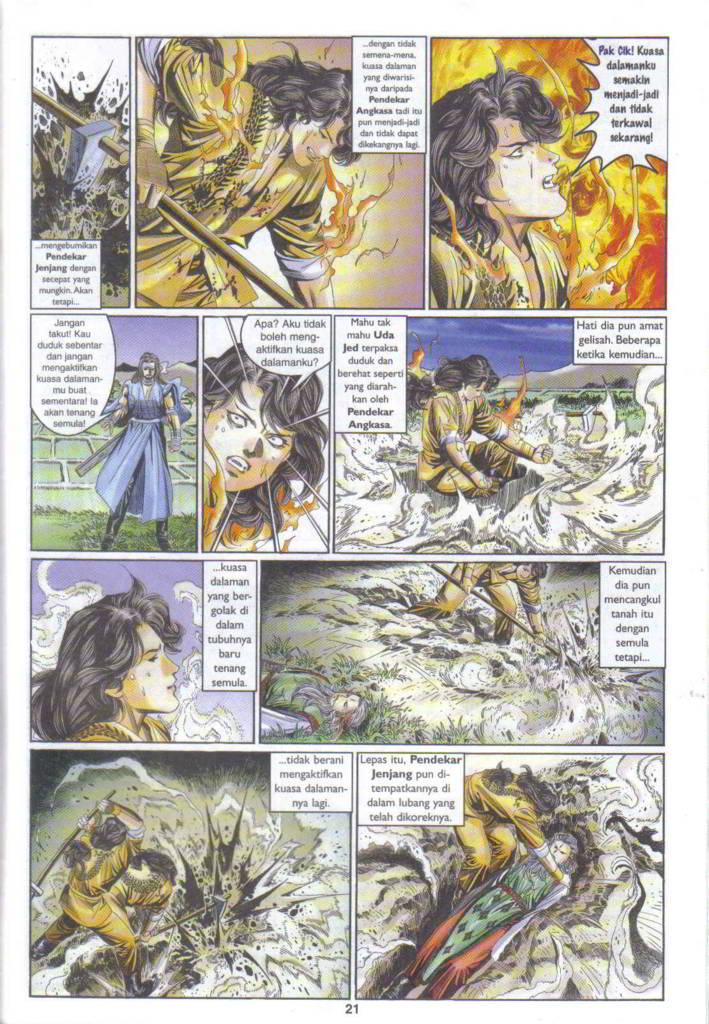 ...mengebumikan
Pendekar
Jenjang dengan
secepat yang
mungkin. Akan
tetapi...
...dengan tidak
semena-mena,
kuasa dalaman
yang diwarisi-
nya daripada
Pendekar
Angkasa tadi itu
pun menjadi-jadi
dan tidak dapat
dikekangnya lagi.
Pak Cik! Kuasa
dalamanku
semakin
menjadi-jadi
dan tidak
terkawal
sekarang!
Jangan
takut! Kau
duduk sebentar
dan jangan
mengaktifkan
kuasa dalaman-
mu buat
sementara! Ia
akan tenang
semula!
Apa? Aku tidak
boleh meng-
aktifkan kuasa
dalamanku?
Mahu tak
mahu Uda
Jed terpaksa
duduk dan
berehat seperti
yang diarah-
kan oleh
Pendekar
Angkasa.
Hati dia pun amat
gelisah. Beberapa
ketika kemudian...
...kuasa
dalaman
yang ber-
golak di
dalam
tubuhnya
baru
tenang
semula.
Kemudian
dia pun
mencangkul
tanah itu
dengan
semula
tetapi...
...tidak berani
mengaktifkan
kuasa dalaman-
nya lagi.
Lepas itu, Pendekar
Jenjang pun di-
tempatkannya di
dalam lubang yang
telah dikoreknya.
21